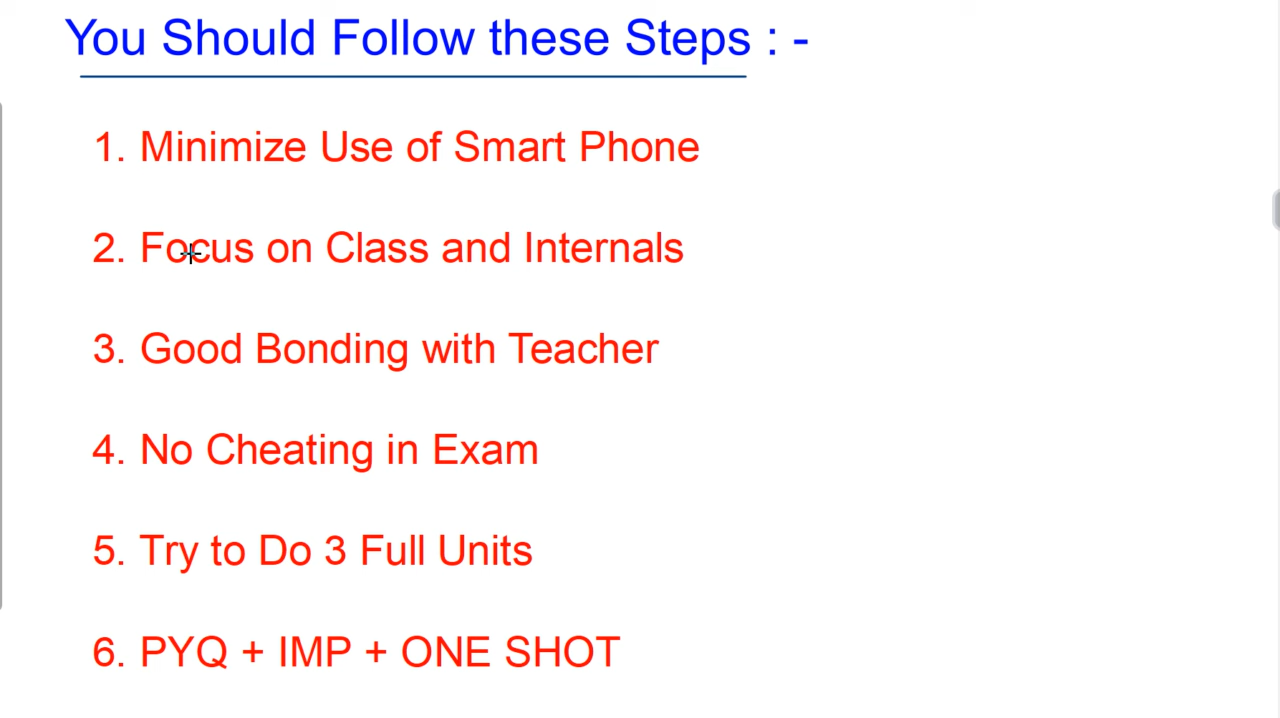 You Should Follow these Steps : -
1. Minimize Use of Smart Phone
2. Focus on Class and Internals
3. Good Bonding with Teacher
4. No Cheating in Exam
5. Try to Do 3 Full Units
6. PYQ + IMP + ONE SHOT